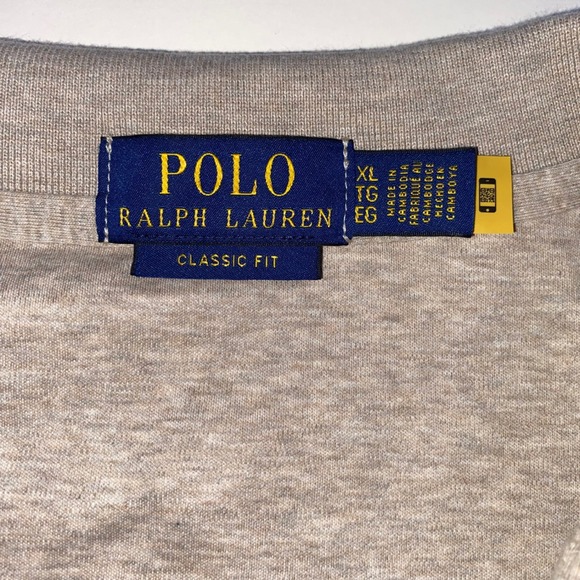 POLO
RALPH LAUREN
CLASSIC FIT
XL
TG
EG
MADE IN
CAMBODIA
FABRIQUÉ AU
CAMBODGE
HECHO EN
CAMBOYA